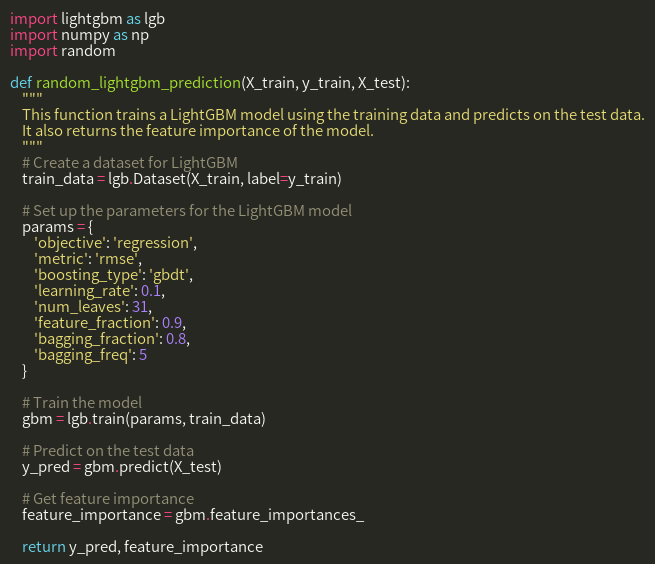 import lightgbm as lgb
import numpy as np
import random

def random_lightgbm_prediction(X_train, y_train, X_test):
    """
    This function trains a LightGBM model using the training data and predicts on the test data.
    It also returns the feature importance of the model.
    """
    # Create a dataset for LightGBM
    train_data = lgb.Dataset(X_train, label=y_train)

    # Set up the parameters for the LightGBM model
    params = {
        'objective': 'regression',
        'metric': 'rmse',
        'boosting_type': 'gbdt',
        'learning_rate': 0.1,
        'num_leaves': 31,
        'feature_fraction': 0.9,
        'bagging_fraction': 0.8,
        'bagging_freq': 5
    }

    # Train the model
    gbm = lgb.train(params, train_data)

    # Predict on the test data
    y_pred = gbm.predict(X_test)

    # Get feature importance
    feature_importance = gbm.feature_importances_

    return y_pred, feature_importance